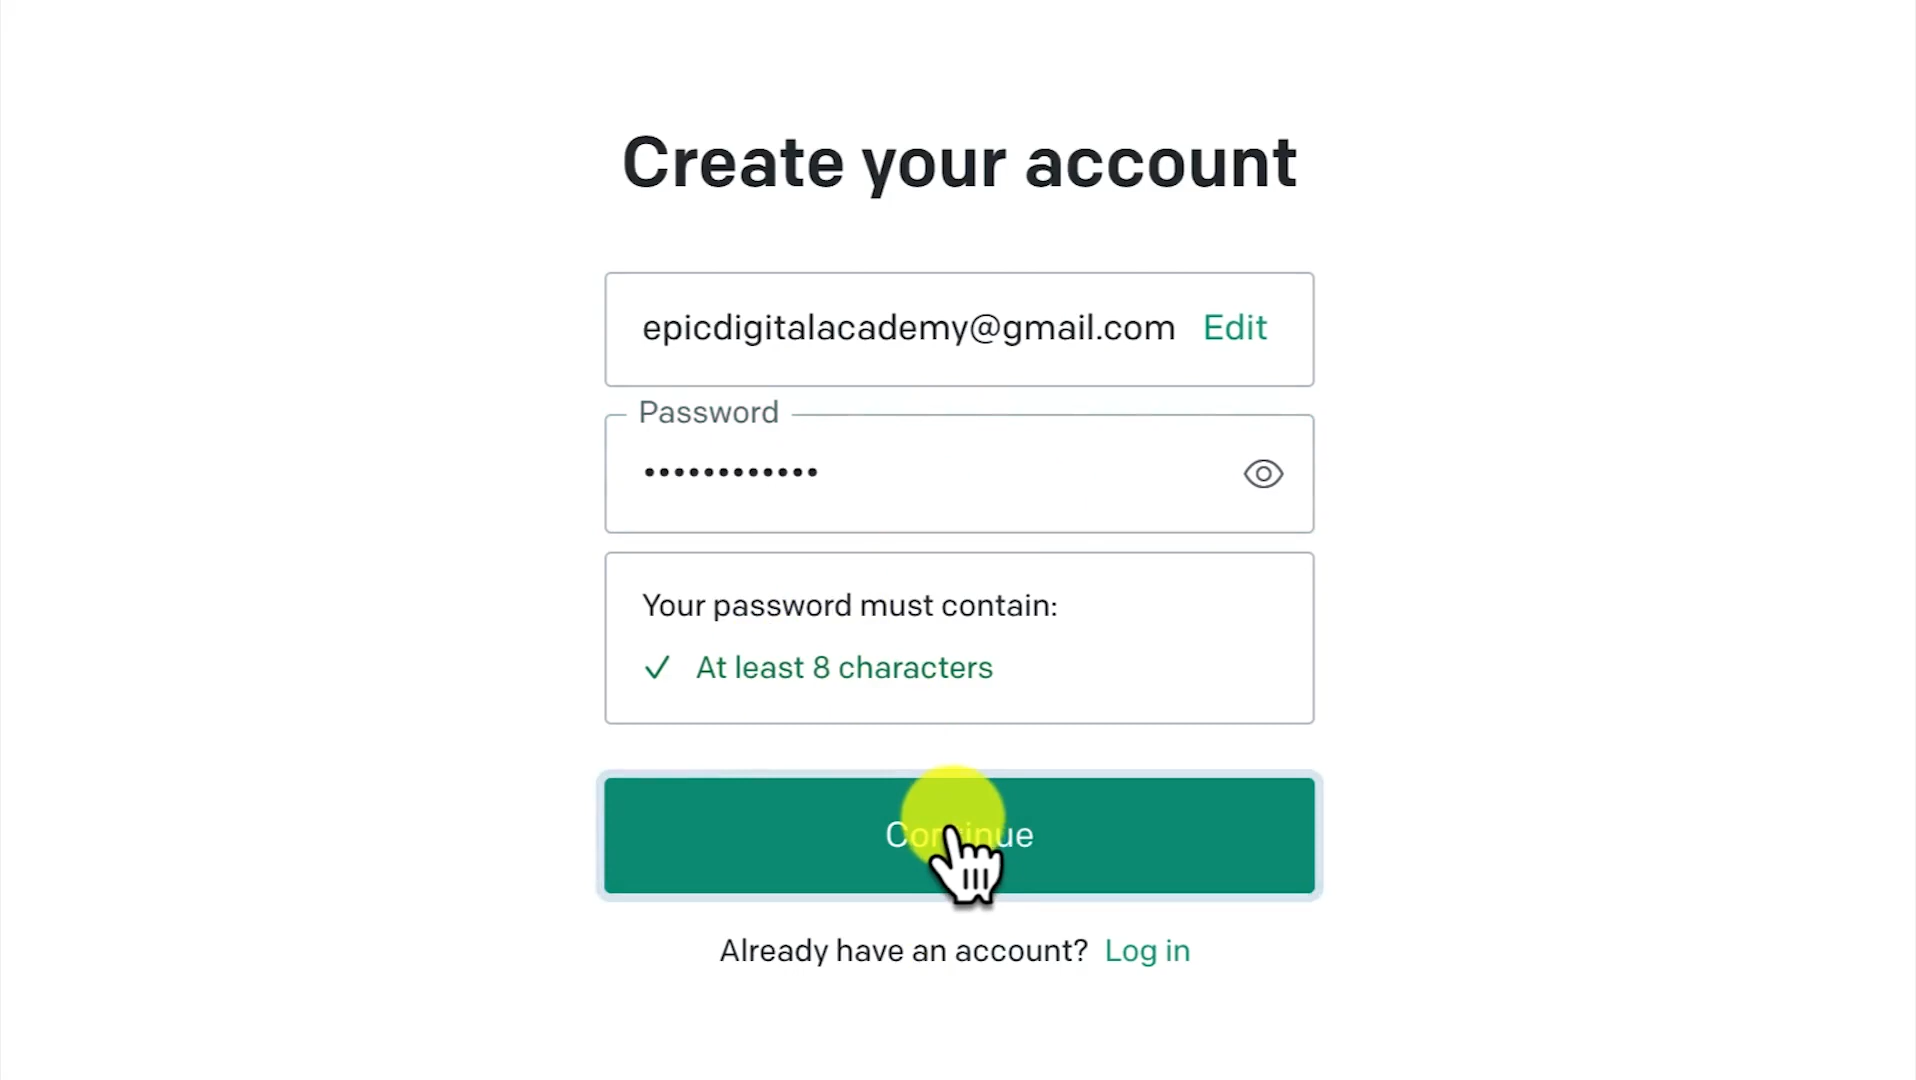 Create your account
epicdigitalacademy@gmail.com Edit
Password
••••••••••••
Your password must contain:
✓ At least 8 characters
Continue
Already have an account? Log in